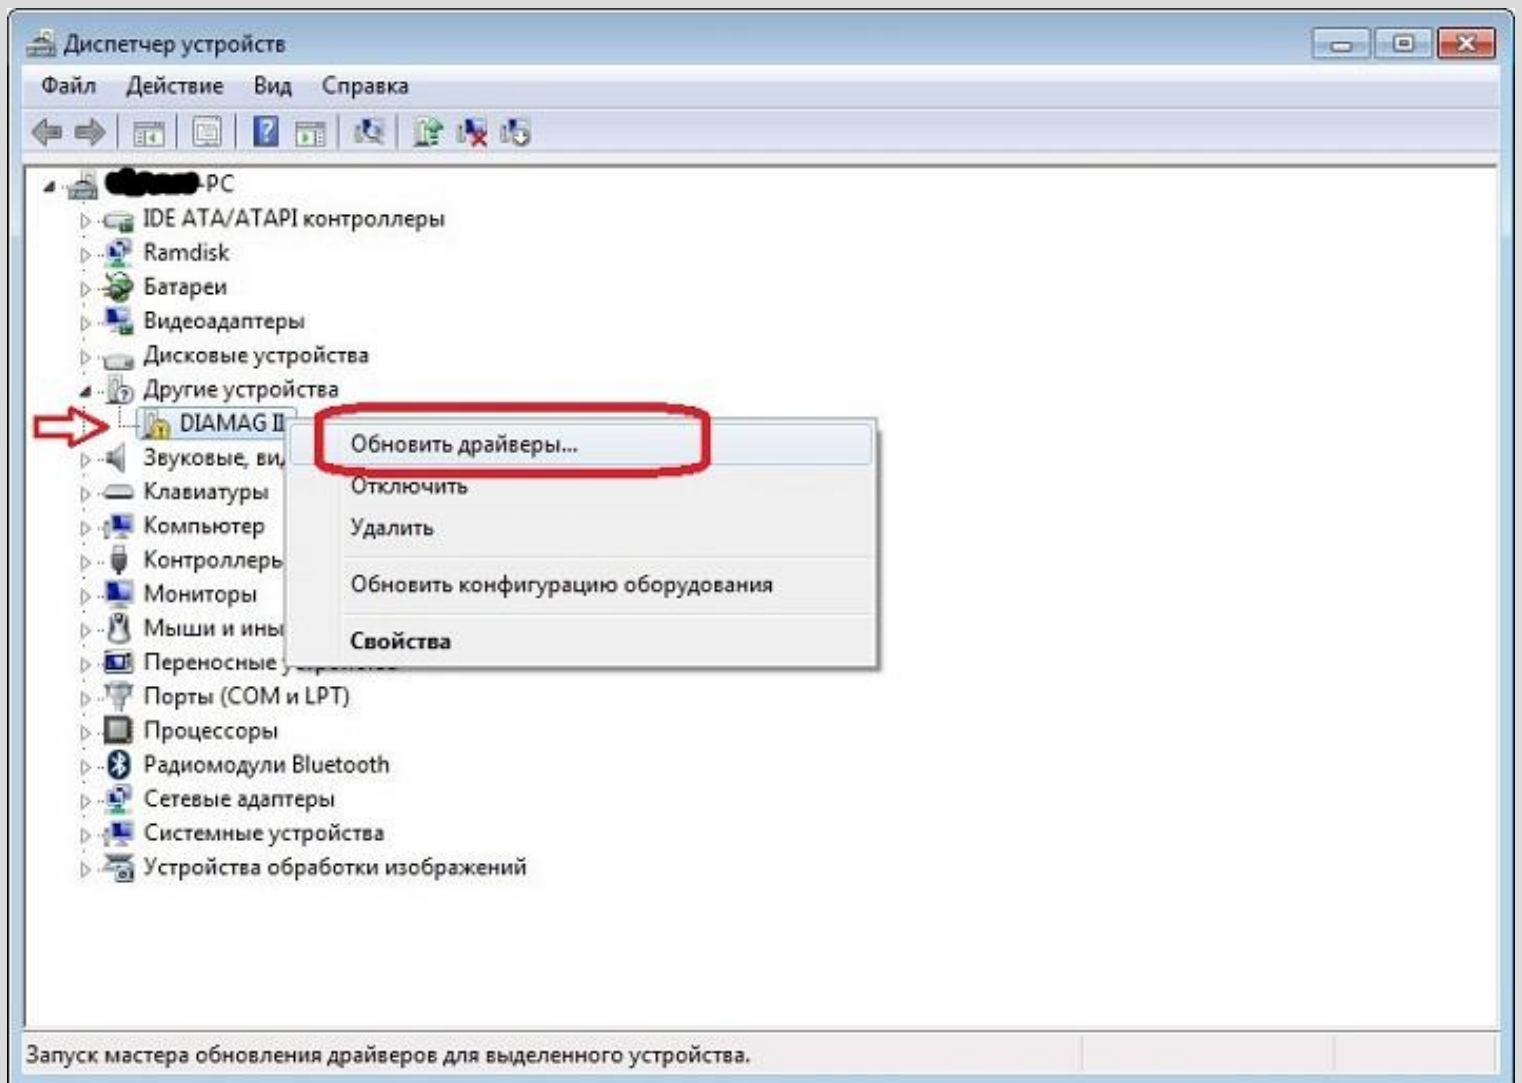 Диспетчер устройств
Файл Действие Вид Справка
-PC
IDE ATA/ATAPI контроллеры
Ramdisk
Батареи
Видеоадаптеры
Дисковые устройства
Другие устройства
DIAMAG II
Обновить драйверы...
Звуковые,
Отключить
Клавиатуры
Компьютер
Удалить
Мониторы
Обновить конфигурацию оборудования
Мыши и
Свойства
Переносные
Порты (COM и LPT)
Процессоры
Радиомодули Bluetooth
Сетевые адаптеры
Системные устройства
Устройства обработки изображений
Запуск мастера обновления драйверов для выделенного устройства.